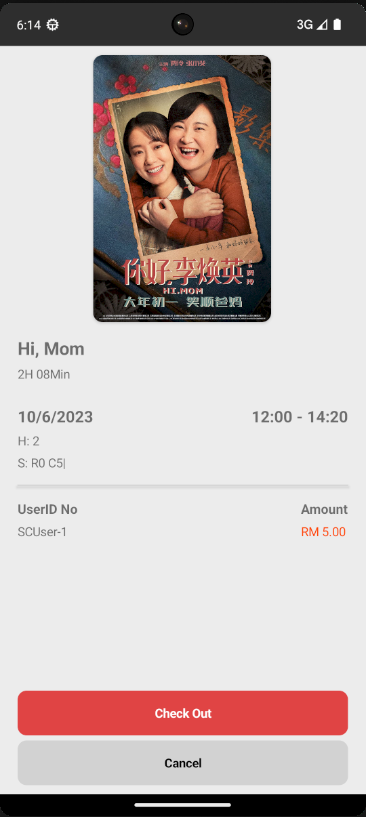 6:14
3G
影集
你好,李焕英
HI, MOM
大年初一 笑顺爸妈
Hi, Mom
2H 08Min
10/6/2023
12:00 - 14:20
H: 2
S: R0 C5|
UserID No
Amount
SCUser-1
RM 5.00
Check Out
Cancel